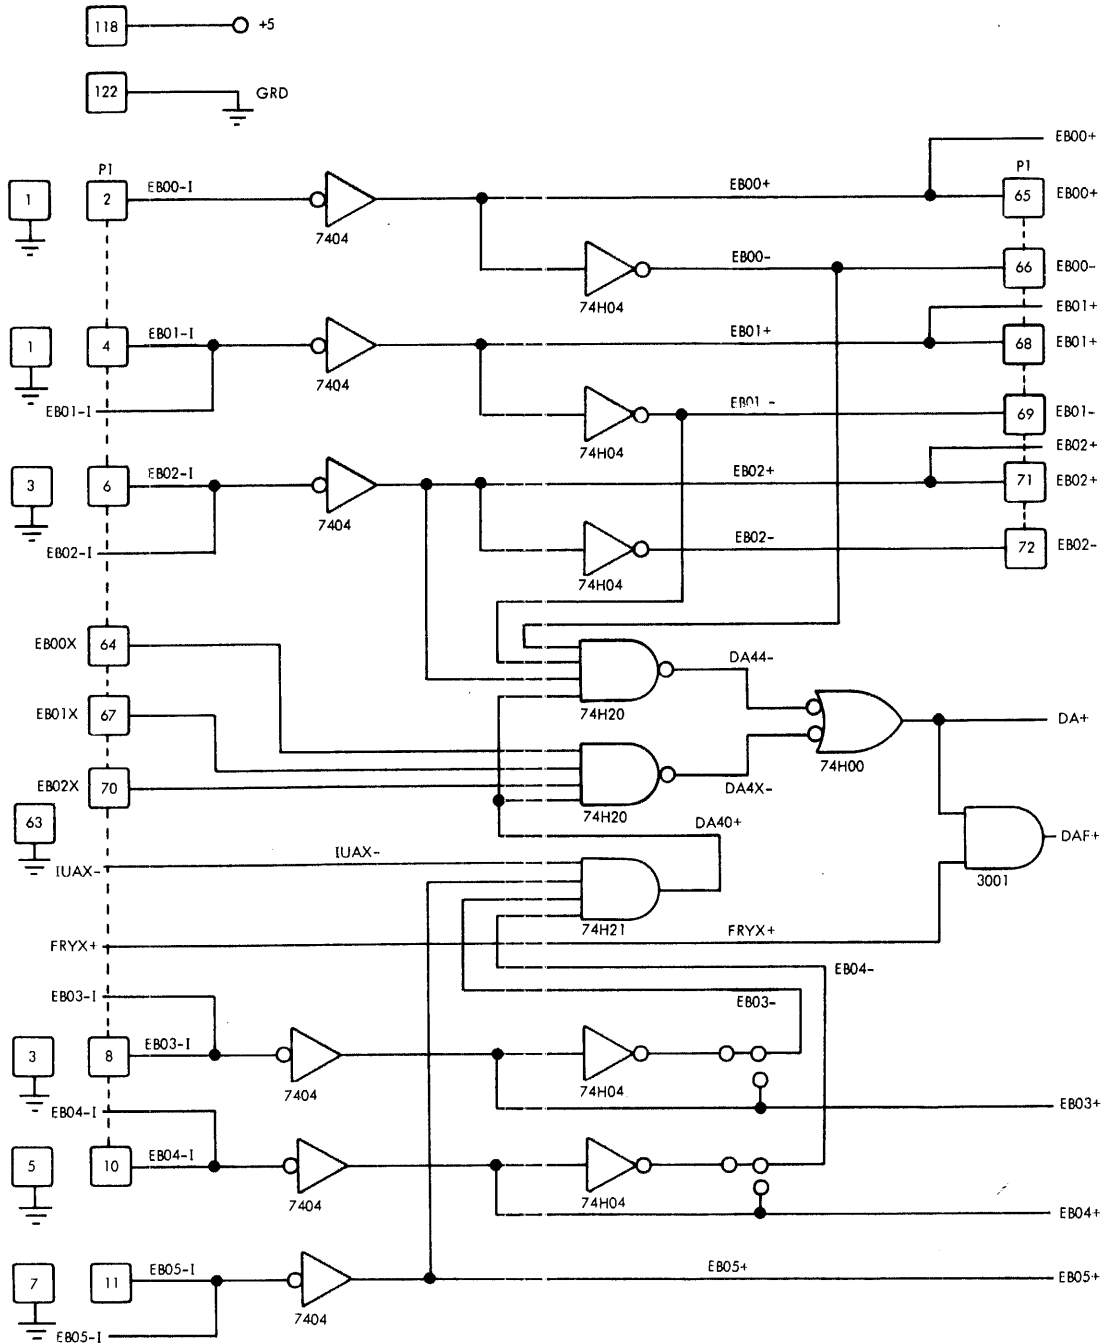 118 +5
122 GRD
EB00+
P1 P1
1 2 EB00-I EB00+ 65 EB00+
7404
EB00- 66 EB00-
74H04
EB01+
1 4 EB01-I EB01+ 68 EB01+
7404
EB01-I EB01- 69 EB01-
74H04
EB02+
3 6 EB02-I EB02+ 71 EB02+
7404
EB02-I EB02- 72 EB02-
74H04
EB00X 64
DA44-
74H20
EB01X 67
DA+
74H00
EB02X 70
DA4X-
74H20
63 DA40+
DAF+
IUAX- IUAX-
3001
74H21
FRYX+ FRYX+
EB04-
EB03-I EB03-
3 8 EB03-I
7404 74H04
EB03+
EB04-I
5 10 EB04-I
7404 74H04
EB04+
7 11 EB05-I EB05+ EB05+
7404
EB05-I